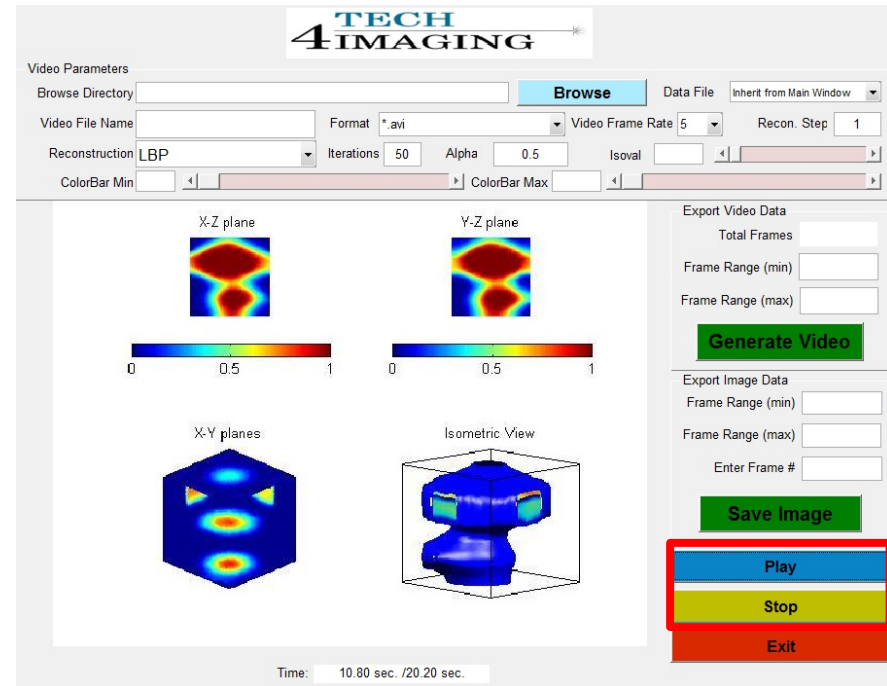 TECH
4IMAGING
Video Parameters
Browse Directory Browse Data File Inherit from Main Window
Video File Name Format *.avi Video Frame Rate 5 Recon. Step 1
Reconstruction LBP Iterations 50 Alpha 0.5 Isoval
ColorBar Min ColorBar Max
X-Z plane Y-Z plane
0 0.5 1 0 0.5 1
X-Y planes Isometric View
Time: 10.80 sec. /20.20 sec.
Export Video Data
Total Frames
Frame Range (min)
Frame Range (max)
Generate Video
Export Image Data
Frame Range (min)
Frame Range (max)
Enter Frame #
Save Image
Play
Stop
Exit